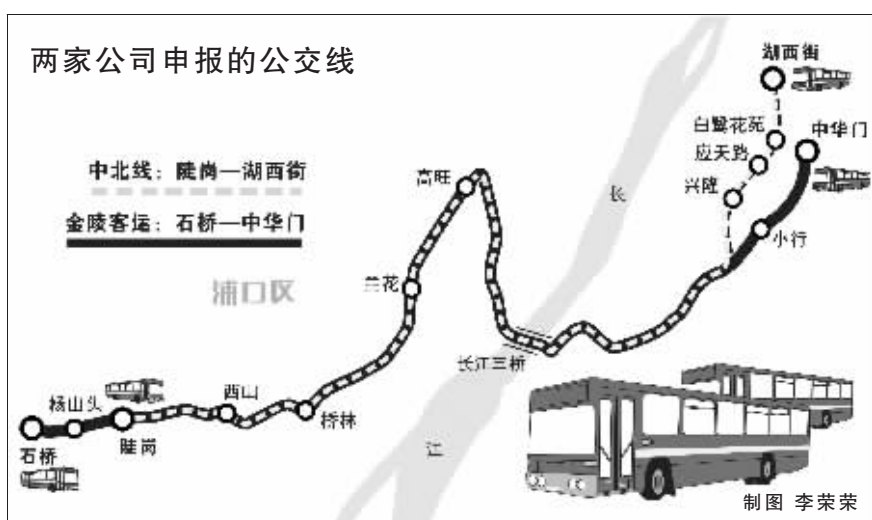 两家公司申报的公交线
湖西街
白鹭花苑
中华门
应天路
中北线：陡岗—湖西街
高旺
兴隆
长
金陵客运：石桥—中华门
小行
浦口区
兰花
长江三桥
杨山头
西山
桥林
陡岗
石桥
江
制图 李荣荣